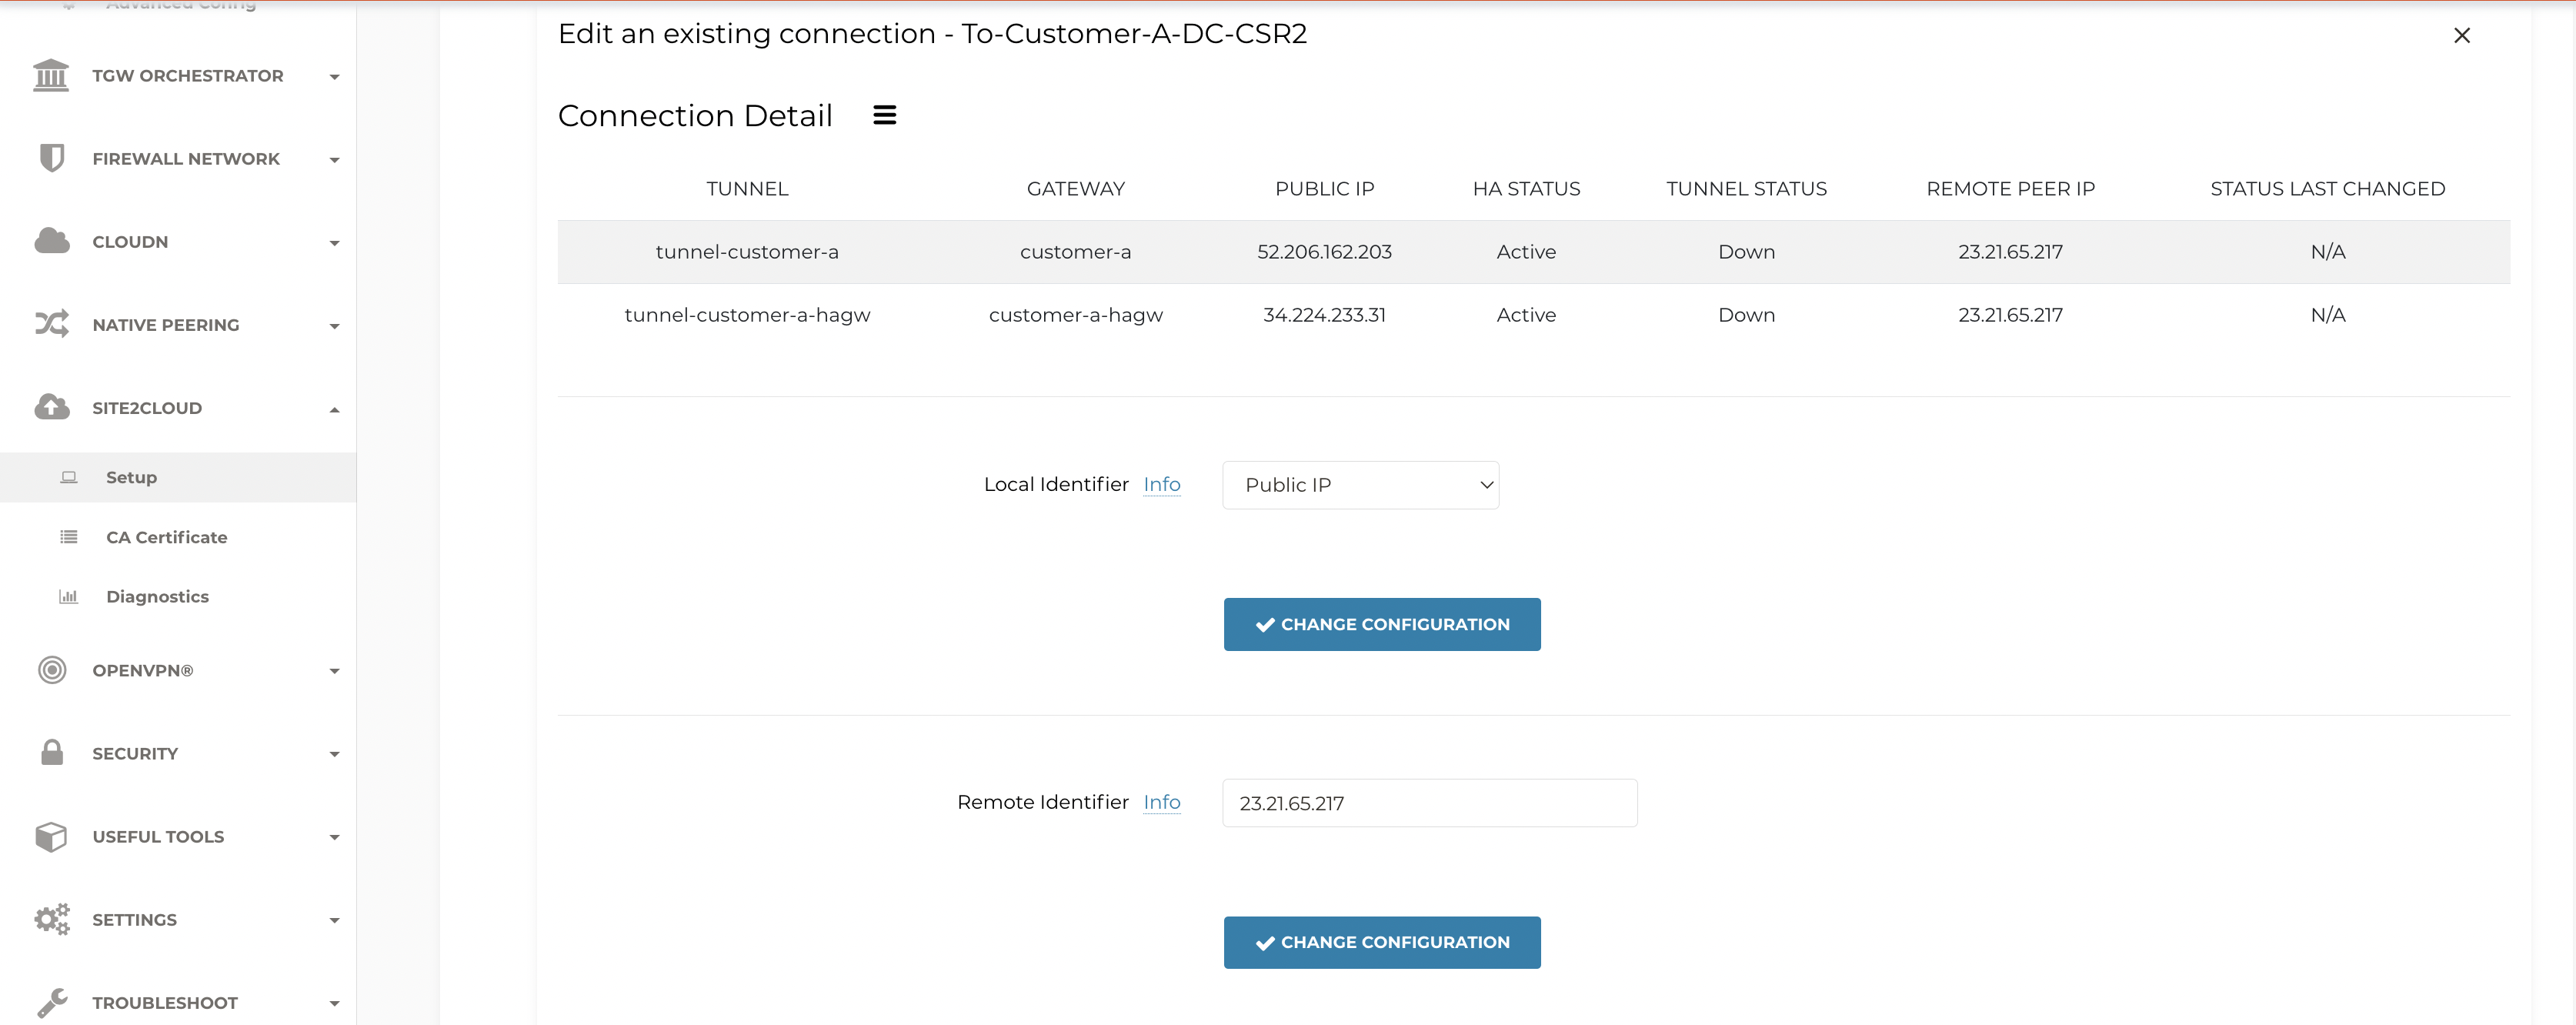 Advanced Config
TGW ORCHESTRATOR
FIREWALL NETWORK
CLOUDN
NATIVE PEERING
SITE2CLOUD
Setup
CA Certificate
Diagnostics
OPENVPN®
SECURITY
USEFUL TOOLS
SETTINGS
TROUBLESHOOT
Edit an existing connection - To-Customer-A-DC-CSR2
Connection Detail
TUNNEL GATEWAY PUBLIC IP HA STATUS TUNNEL STATUS REMOTE PEER IP STATUS LAST CHANGED
tunnel-customer-a customer-a 52.206.162.203 Active Down 23.21.65.217 N/A
tunnel-customer-a-hagw customer-a-hagw 34.224.233.31 Active Down 23.21.65.217 N/A
Local Identifier Info Public IP
CHANGE CONFIGURATION
Remote Identifier Info 23.21.65.217
CHANGE CONFIGURATION